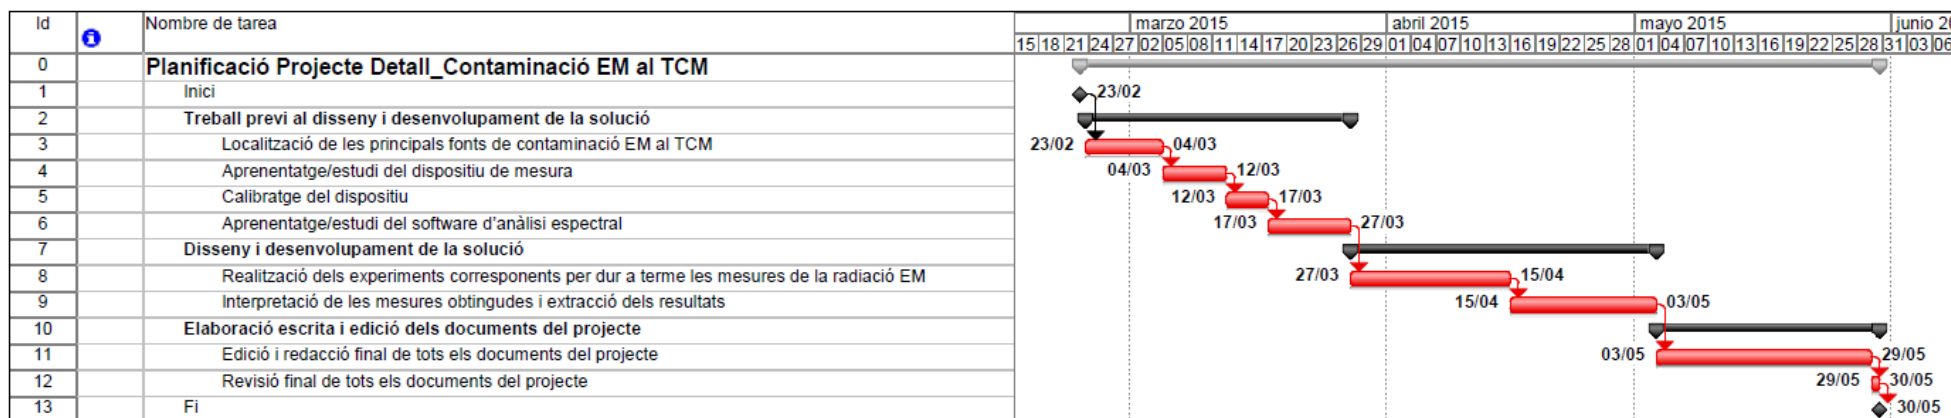 Id Nombre de tarea marzo 2015 abril 2015 mayo 2015 junio 20
15 18 21 24 27 02 05 08 11 14 17 20 23 26 29 01 04 07 10 13 16 19 22 25 28 01 04 07 10 13 16 19 22 25 28 31 03 06
0 Planificació Projecte Detall_Contaminació EM al TCM
1 Inici 23/02
2 Treball previ al disseny i desenvolupament de la solució
3 Localització de les principals fonts de contaminació EM al TCM 23/02 04/03
4 Aprenentatge/estudi del dispositiu de mesura 04/03 12/03
5 Calibratge del dispositiu 12/03 17/03
6 Aprenentatge/estudi del software d'anàlisi espectral 17/03 27/03
7 Disseny i desenvolupament de la solució
8 Realització dels experiments corresponents per dur a terme les mesures de la radiació EM 27/03 15/04
9 Interpretació de les mesures obtingudes i extracció dels resultats 15/04 03/05
10 Elaboració escrita i edició dels documents del projecte
11 Edició i redacció final de tots els documents del projecte 03/05 29/05
12 Revisió final de tots els documents del projecte 29/05 30/05
13 Fi 30/05